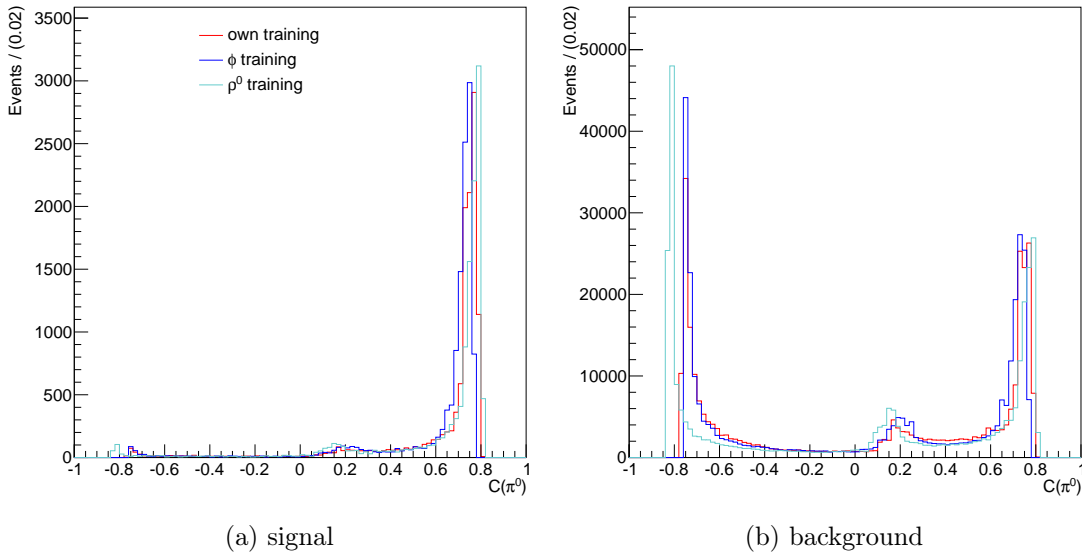 Events / (0.02)
3500
3000
2500
2000
1500
1000
500
0
-1 -0.8 -0.6 -0.4 -0.2 0 0.2 0.4 0.6 0.8 1
C(π⁰)
own training
ϕ training
ρ⁰ training
(a) signal
Events / (0.02)
50000
40000
30000
20000
10000
0
-1 -0.8 -0.6 -0.4 -0.2 0 0.2 0.4 0.6 0.8 1
C(π⁰)
(b) background